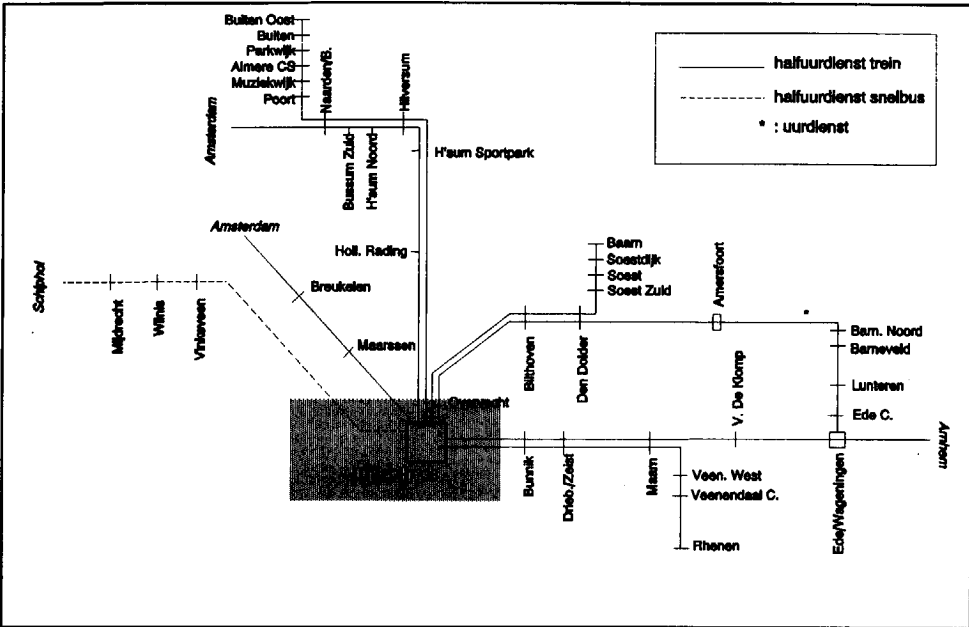 Buiten Oost
Buiten
Parkwijk
Almere CS
Muziekwijk
Poort
Amsterdam
Naarden/B.
Hilversum
Bussum Zuid
H'sum Noord
H'sum Sportpark
halfuurdienst trein
halfuurdienst snelbus
* : uurdienst
Amsterdam
Holl. Rading
Breukelen
Maarssen
Schiphol
Mijdrecht
Wilnis
Vinkeveen
Baarn
Soestdijk
Soest
Soest Zuid
Amersfoort
*
Bilthoven
Den Dolder
Barn. Noord
Barneveld
Lunteren
Ede C.
V. De Klomp
Overvecht
Arnhem
Bunnik
Drieb./Zeist
Maarn
Ede/Wageningen
Veen. West
Veenendaal C.
Rhenen